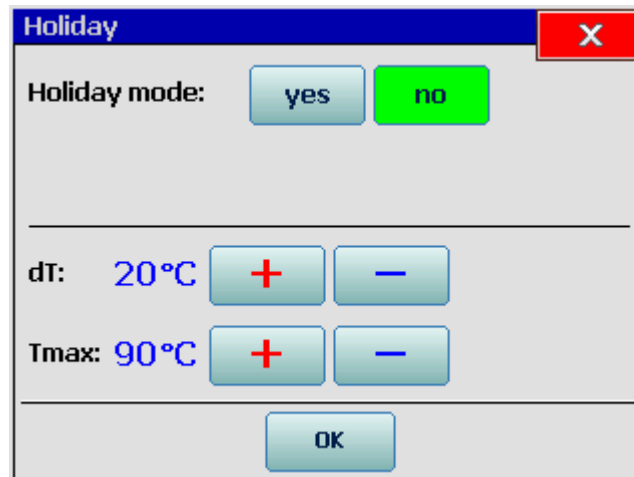 Holiday
X
Holiday mode: yes no
dT: 20°C + −
Tmax: 90°C + −
OK